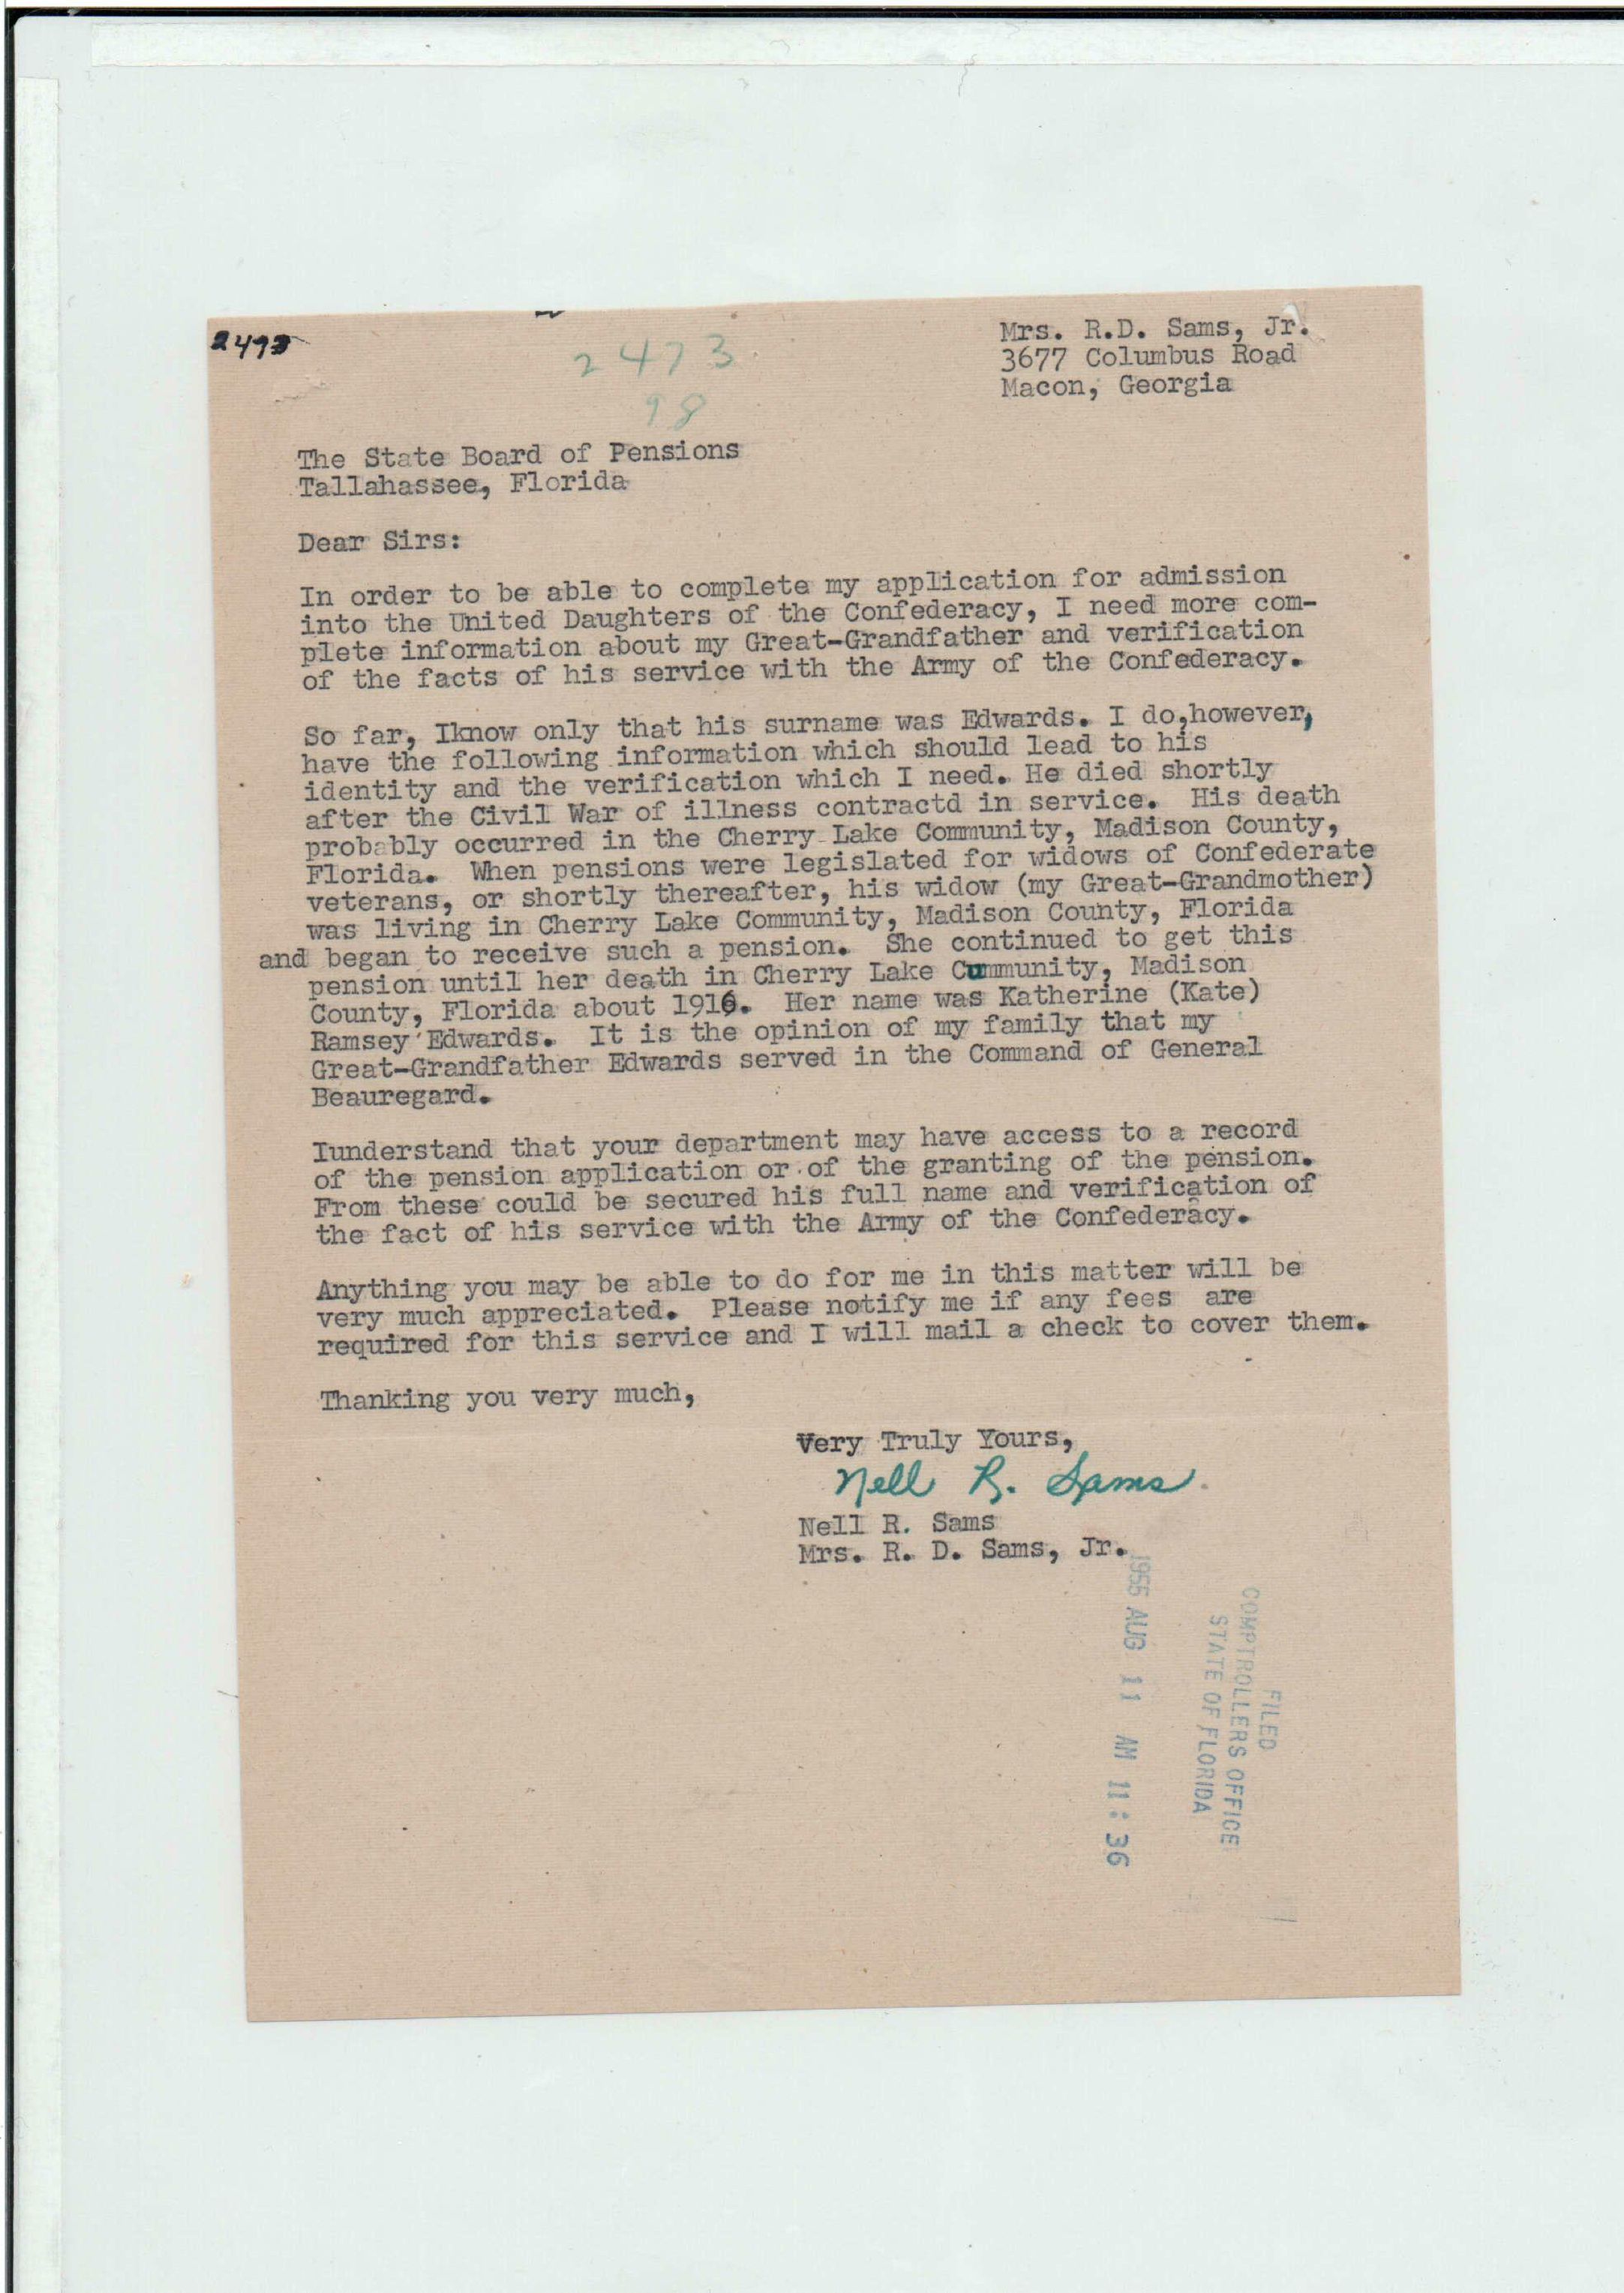 2473
2473
98
Mrs. R.D. Sams, Jr.
3677 Columbus Road
Macon, Georgia
The State Board of Pensions
Tallahassee, Florida
Dear Sirs:
In order to be able to complete my application for admission
into the United Daughters of the Confederacy, I need more com-
plete information about my Great-Grandfather and verification
of the facts of his service with the Army of the Confederacy.
So far, Iknow only that his surname was Edwards. I do,however,
have the following information which should lead to his
identity and the verification which I need. He died shortly
after the Civil War of illness contractd in service. His death
probably occurred in the Cherry Lake Community, Madison County,
Florida. When pensions were legislated for widows of Confederate
veterans, or shortly thereafter, his widow (my Great-Grandmother)
was living in Cherry Lake Community, Madison County, Florida
and began to receive such a pension. She continued to get this
pension until her death in Cherry Lake Cummunity, Madison
County, Florida about 1916. Her name was Katherine (Kate)
Ramsey Edwards. It is the opinion of my family that my
Great-Grandfather Edwards served in the Command of General
Beauregard.
Iunderstand that your department may have access to a record
of the pension application or of the granting of the pension.
From these could be secured his full name and verification of
the fact of his service with the Army of the Confederacy.
Anything you may be able to do for me in this matter will be
very much appreciated. Please notify me if any fees are
required for this service and I will mail a check to cover them.
Thanking you very much,
Very Truly Yours,
Nell R. Sams
Nell R. Sams
Mrs. R. D. Sams, Jr.
FILED
COMPTROLLERS OFFICE
STATE OF FLORIDA
1955 AUG 11 AM 11:36